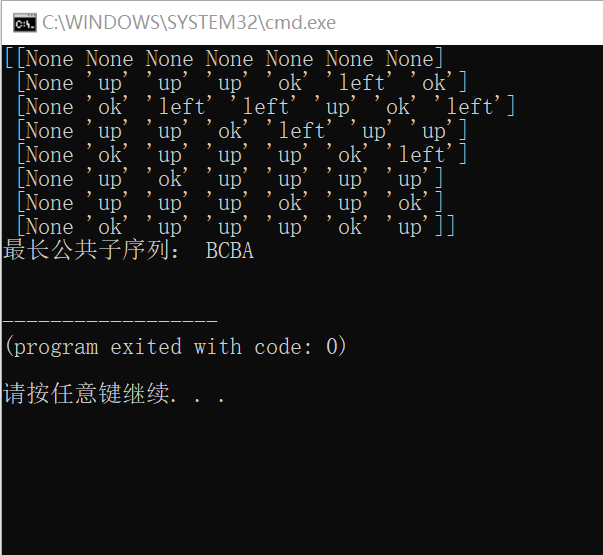 C:\WINDOWS\SYSTEM32\cmd.exe
[[None None None None None None None]
[None 'up' 'up' 'up' 'ok' 'left' 'ok']
[None 'ok' 'left' 'left' 'up' 'ok' 'left']
[None 'up' 'up' 'ok' 'left' 'up' 'up']
[None 'ok' 'up' 'up' 'up' 'ok' 'left']
[None 'up' 'ok' 'up' 'up' 'up' 'up']
[None 'up' 'up' 'up' 'ok' 'up' 'ok']
[None 'ok' 'up' 'up' 'up' 'ok' 'up']]
最长公共子序列： BCBA
------------------
(program exited with code: 0)
请按任意键继续. . .